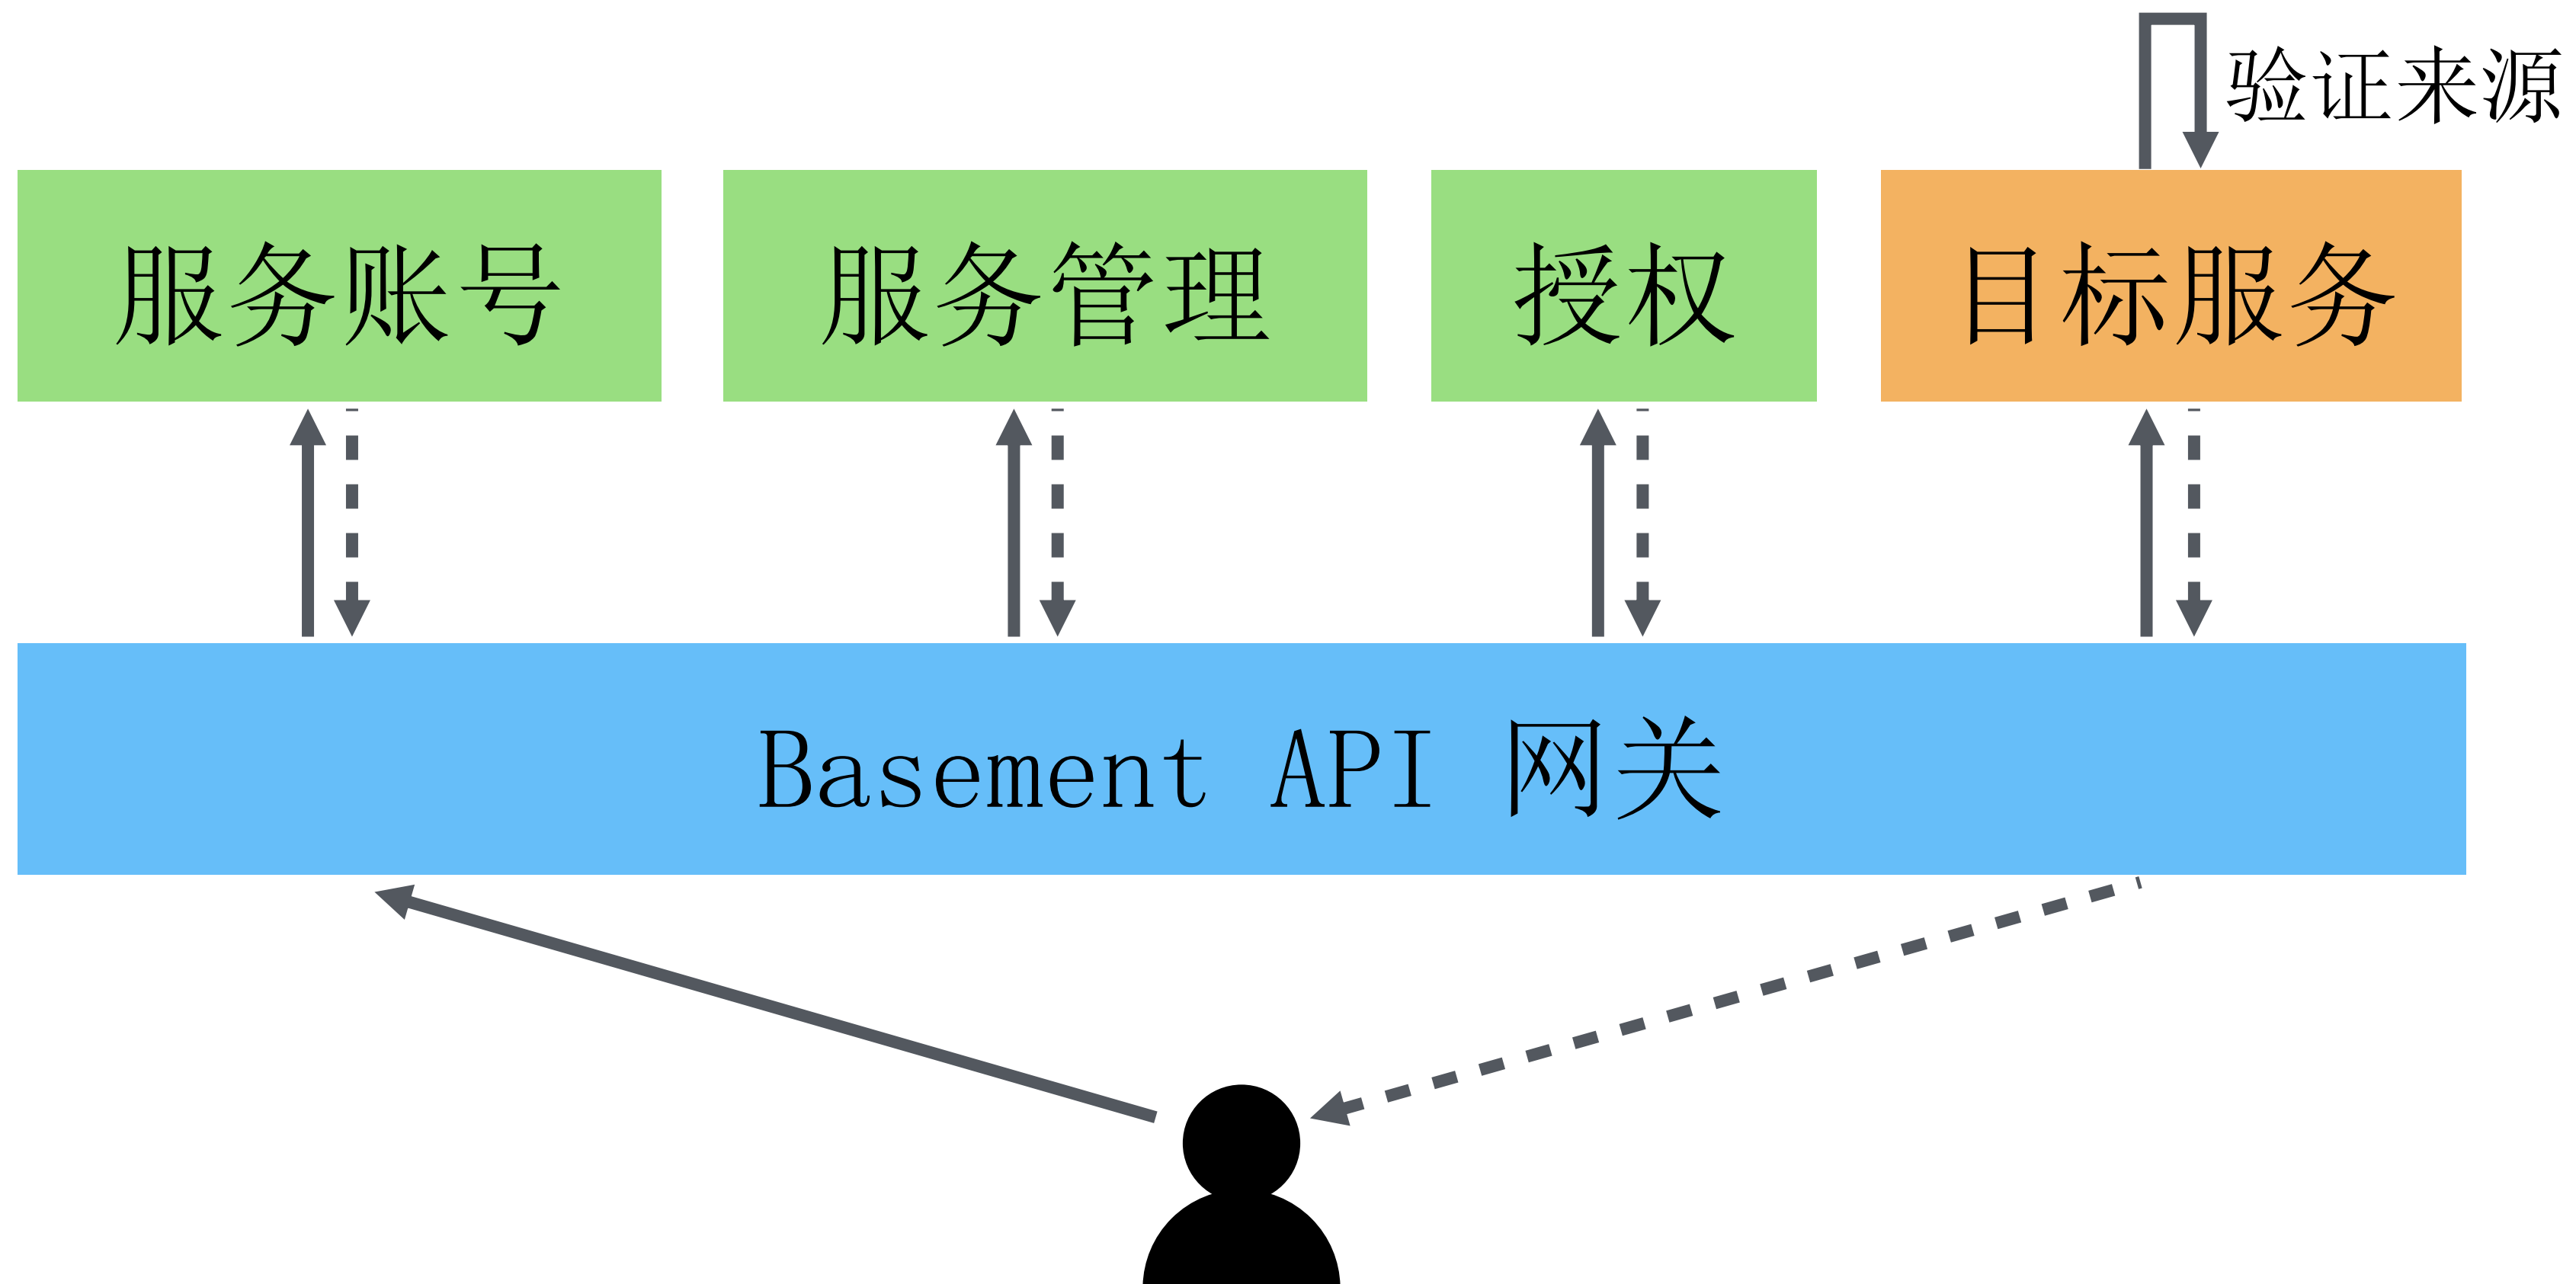 验证来源
服务账号
服务管理
授权
目标服务
Basement API 网关